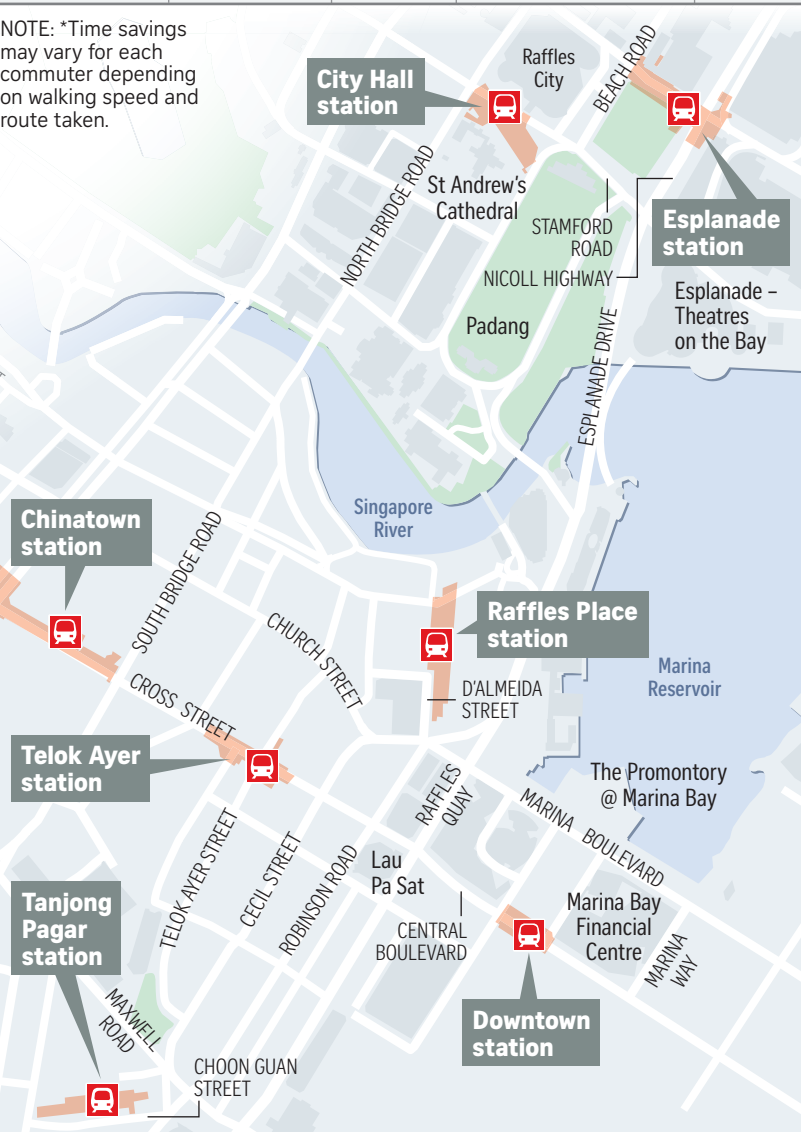 NOTE: *Time savings
may vary for each
commuter depending
on walking speed and
route taken.
Raffles
City
BEACH ROAD
City Hall
station
NORTH BRIDGE ROAD
St Andrew's
Cathedral
STAMFORD
ROAD
Esplanade
station
NICOLL HIGHWAY
Esplanade –
Theatres
on the Bay
Padang
ESPLANADE DRIVE
Singapore
River
Chinatown
station
SOUTH BRIDGE ROAD
CHURCH STREET
Raffles Place
station
Marina
Reservoir
CROSS STREET
D'ALMEIDA
STREET
Telok Ayer
station
RAFFLES
QUAY
The Promontory
@ Marina Bay
MARINA BOULEVARD
TELOK AYER STREET
CECIL STREET
ROBINSON ROAD
Lau
Pa Sat
CENTRAL
BOULEVARD
Marina Bay
Financial
Centre
MARINA
WAY
Tanjong
Pagar
station
MAXWELL
ROAD
Downtown
station
CHOON GUAN
STREET